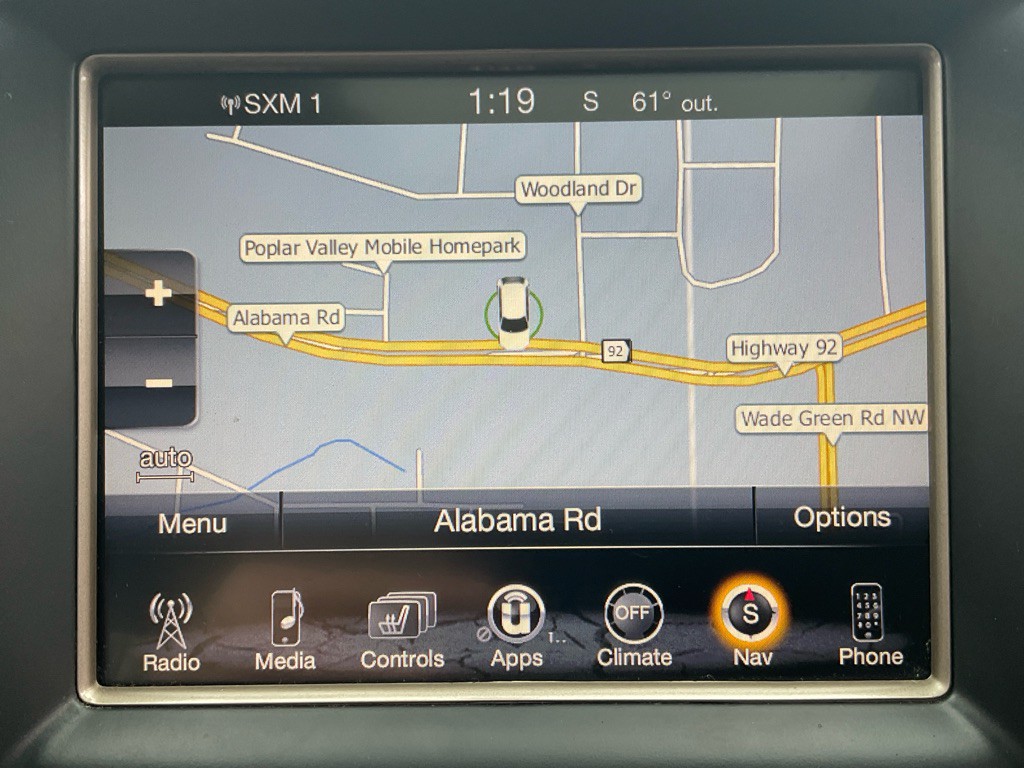 SXM 1 1:19 S 61° out.
Woodland Dr
Poplar Valley Mobile Homepark
Alabama Rd
92
Highway 92
Wade Green Rd NW
+
-
auto
Menu Alabama Rd Options
OFF S
1..
Radio Media Controls Apps Climate Nav Phone